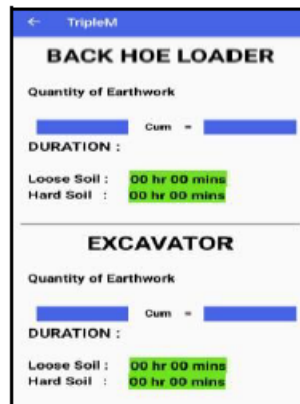 ← TripleM
BACK HOE LOADER
Quantity of Earthwork
Cum =
DURATION :
Loose Soil : 00 hr 00 mins
Hard Soil : 00 hr 00 mins
EXCAVATOR
Quantity of Earthwork
Cum =
DURATION :
Loose Soil : 00 hr 00 mins
Hard Soil : 00 hr 00 mins